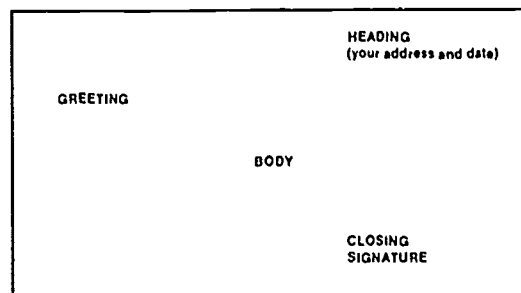 HEADING
(your address and date)
GREETING
BODY
CLOSING
SIGNATURE